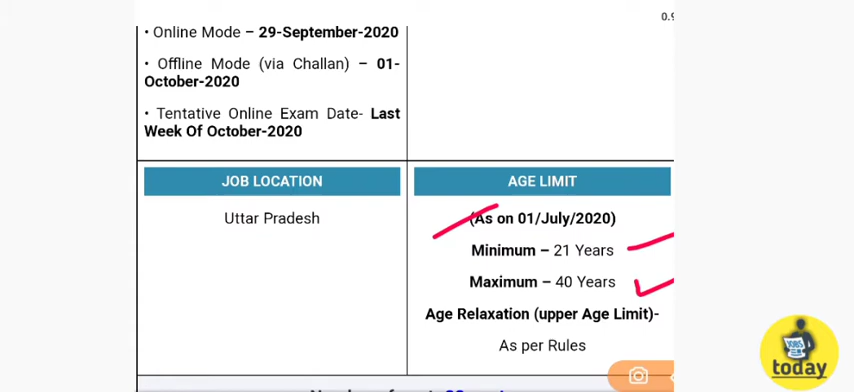 0.9
• Online Mode – 29-September-2020
• Offline Mode (via Challan) – 01-
October-2020
• Tentative Online Exam Date- Last
Week Of October-2020
JOB LOCATION
Uttar Pradesh
AGE LIMIT
(As on 01/July/2020)
Minimum – 21 Years
Maximum – 40 Years
Age Relaxation (upper Age Limit)-
As per Rules
JOBS
today